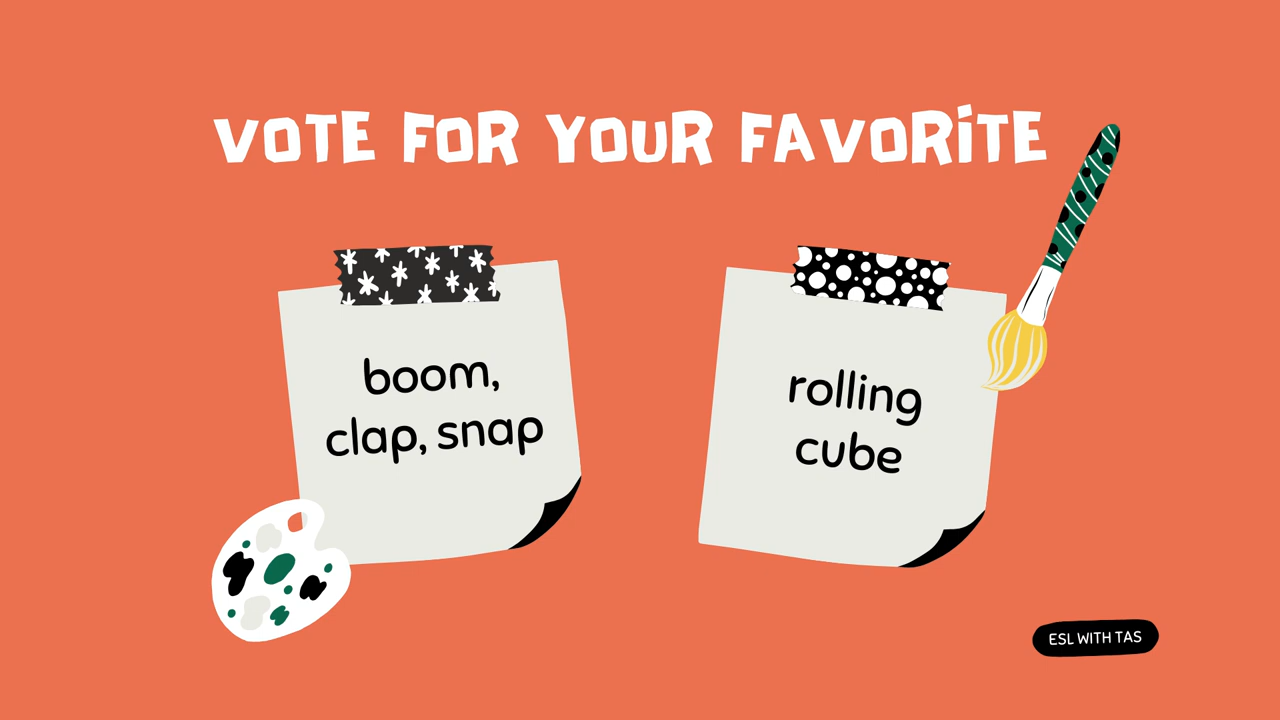 VOTE FOR YOUR FAVORITE
boom,
clap, snap
rolling
cube
ESL WITH TAS